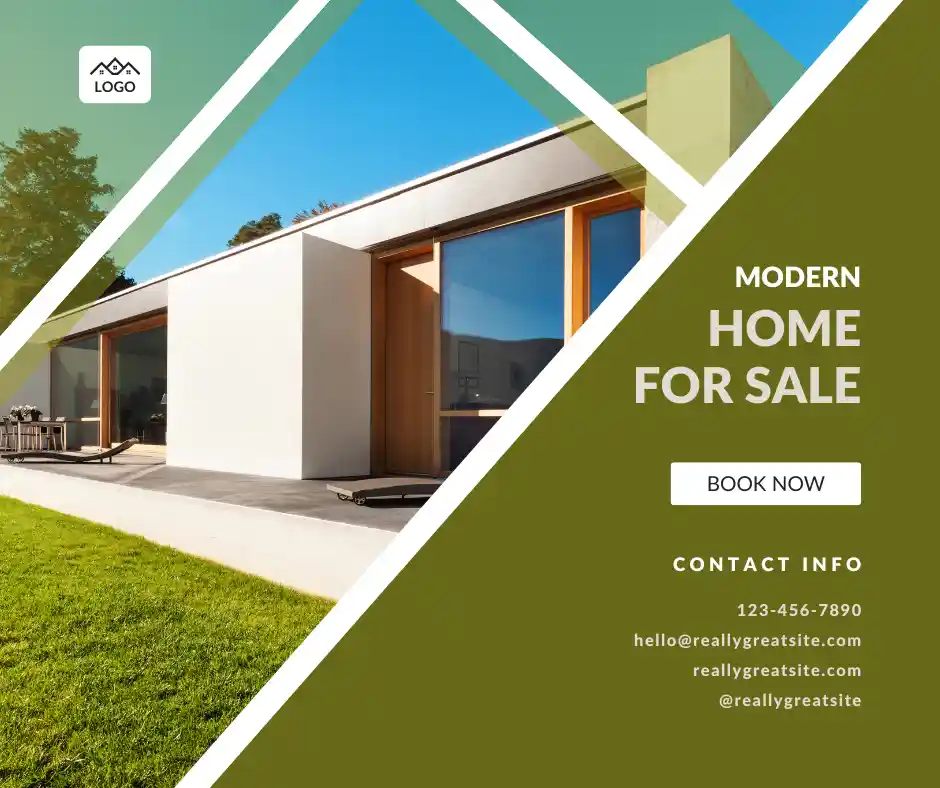 LOGO
MODERN
HOME
FOR SALE
BOOK NOW
CONTACT INFO
123-456-7890
hello@reallygreatsite.com
reallygreatsite.com
@reallygreatsite